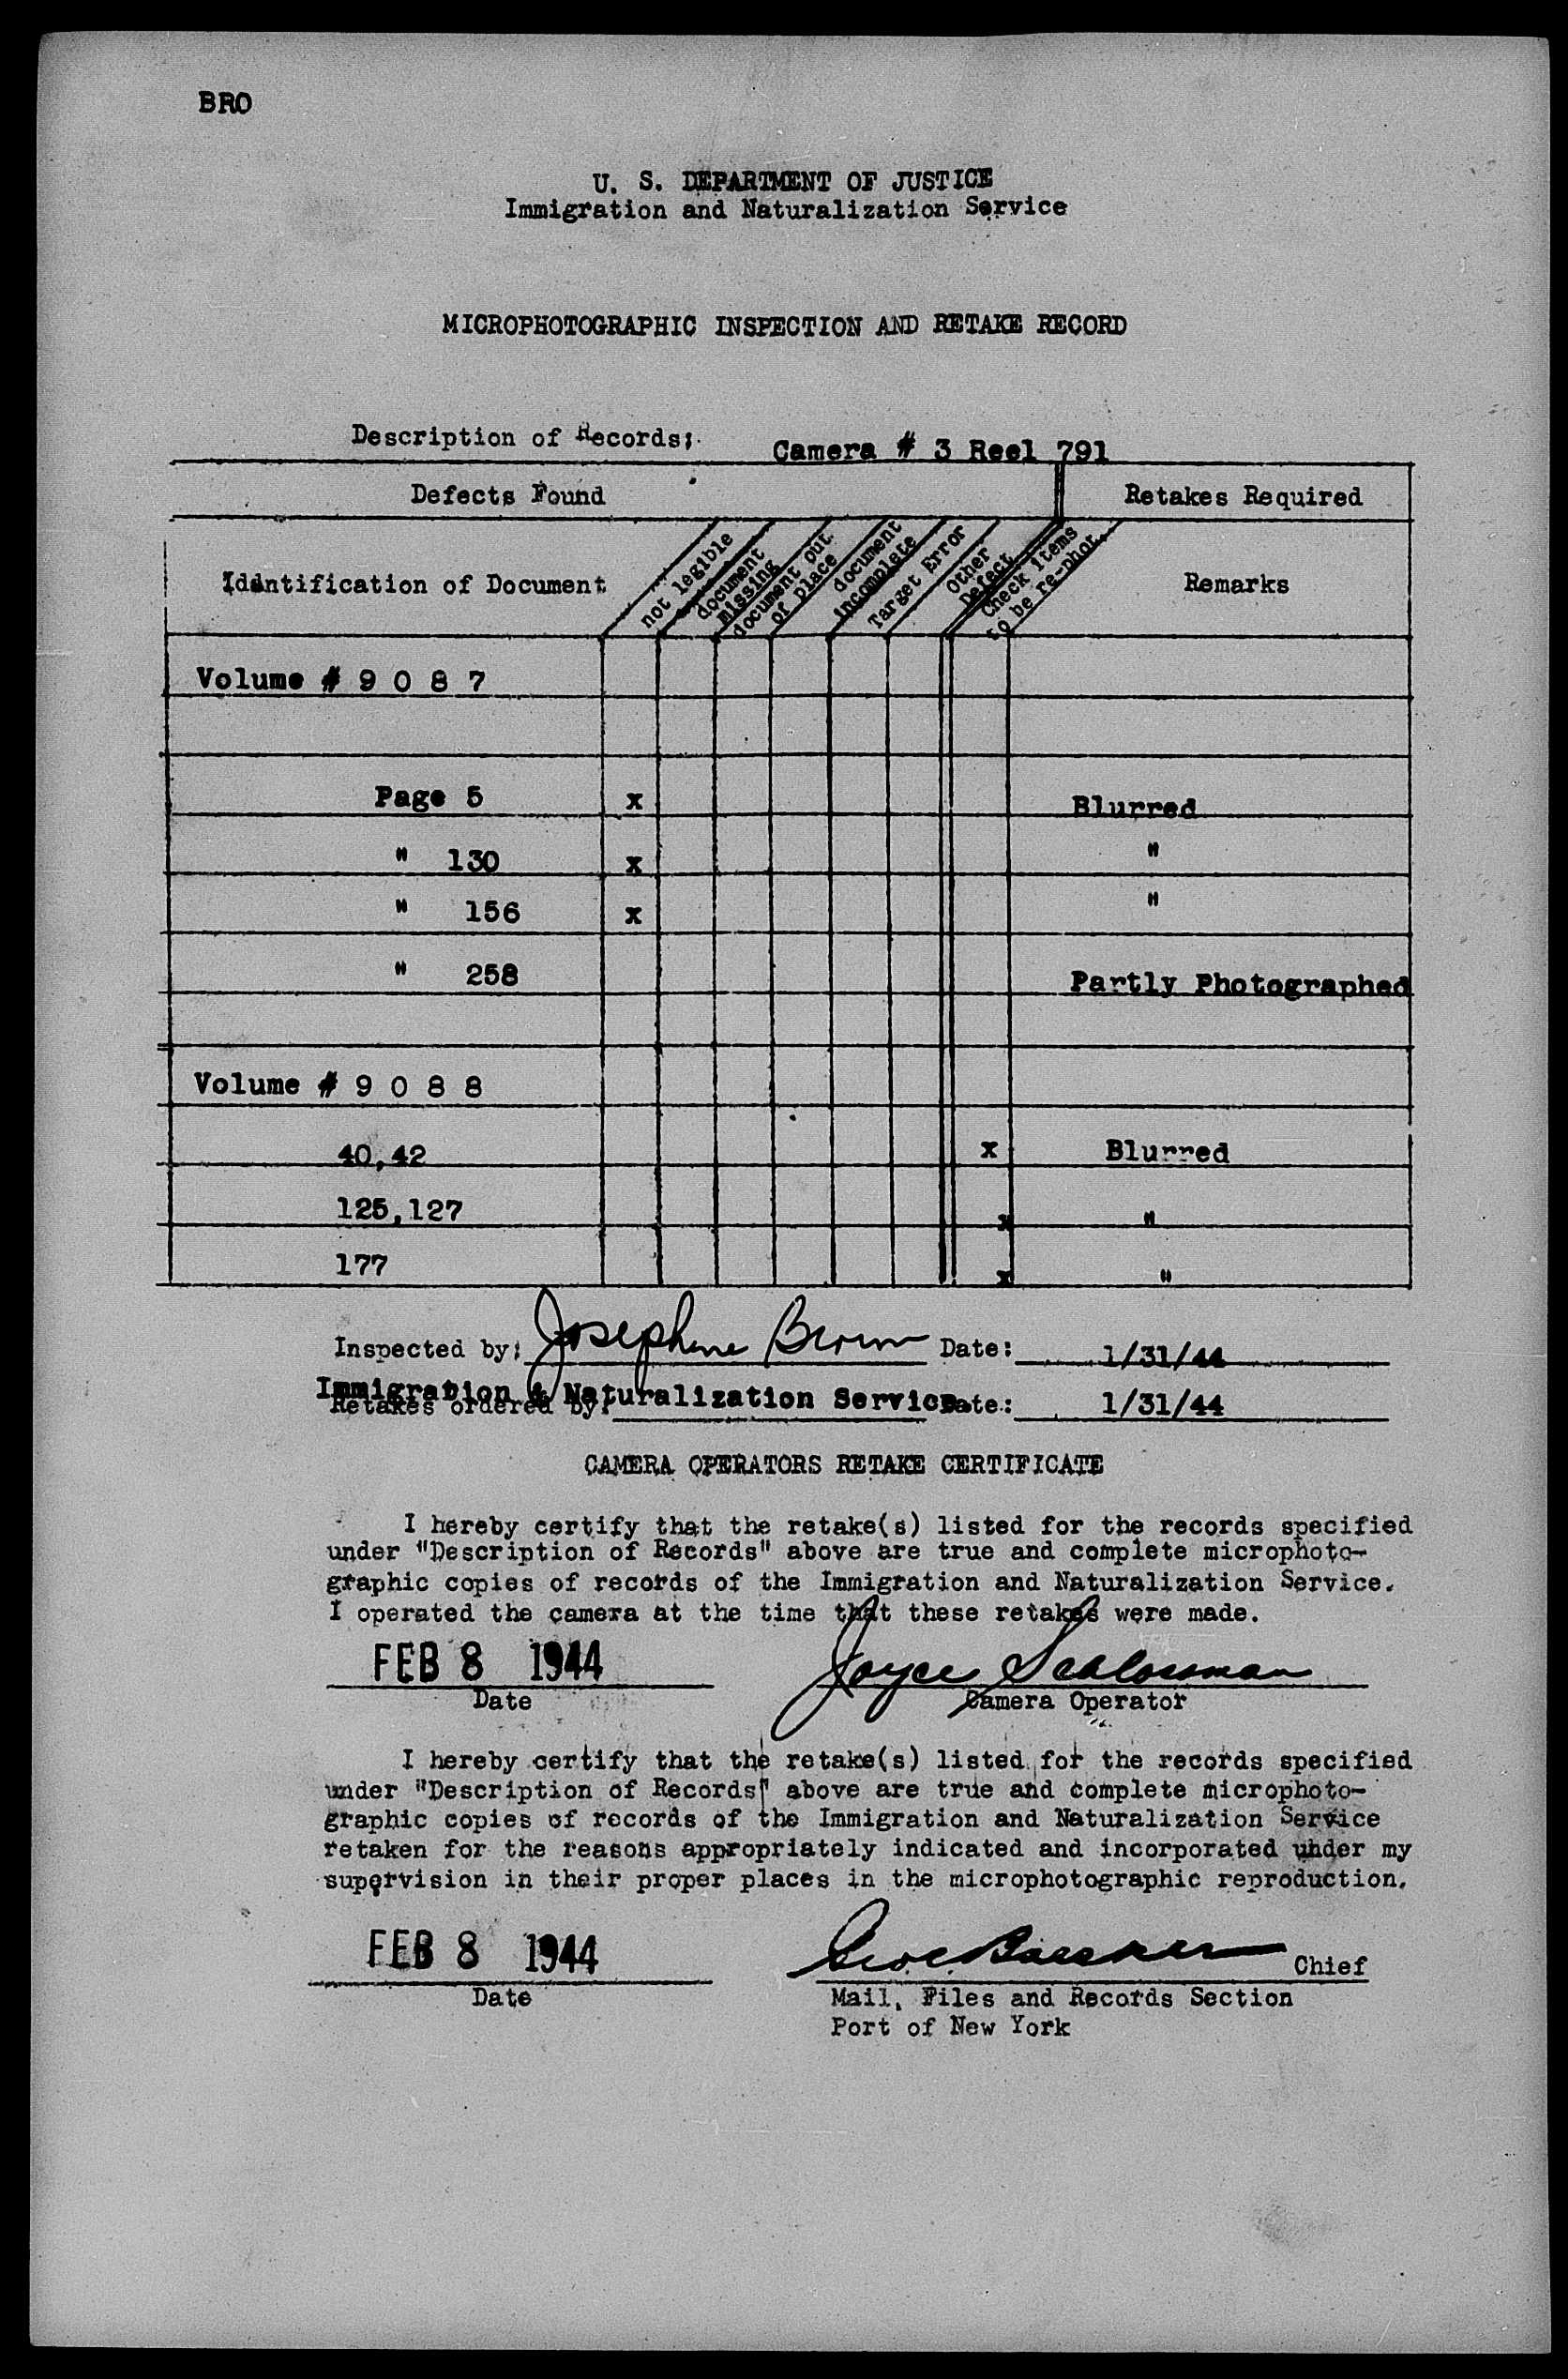 BRO
U. S. DEPARTMENT OF JUSTICE
Immigration and Naturalization Service
MICROPHOTOGRAPHIC INSPECTION AND RETAKE RECORD
Description of Records; Camera # 3 Reel 791
Defects Found Retakes Required
Identification of Document
not legible
document missing
document out of place
document incomplete
Target Error
Other Defect
Check items to be re-phot.
Remarks
Volume # 9 0 8 7
Page 5 x Blurred
" 130 x "
" 156 x "
" 258 Partly Photographed
Volume # 9 0 8 8
40,42 x Blurred
125,127 x "
177 x "
Inspected by: Josephine Brown Date: 1/31/44
Immigration & Naturalization Service
Retakes ordered by: Date: 1/31/44
CAMERA OPERATORS RETAKE CERTIFICATE
I hereby certify that the retake(s) listed for the records specified
under "Description of Records" above are true and complete microphoto-
graphic copies of records of the Immigration and Naturalization Service.
I operated the camera at the time that these retakes were made.
FEB 8 1944 Joyce Schlossman
Date Camera Operator
I hereby certify that the retake(s) listed for the records specified
under "Description of Records" above are true and complete microphoto-
graphic copies of records of the Immigration and Naturalization Service
retaken for the reasons appropriately indicated and incorporated under my
supervision in their proper places in the microphotographic reproduction.
FEB 8 1944 Chief
Date Mail, Files and Records Section
Port of New York